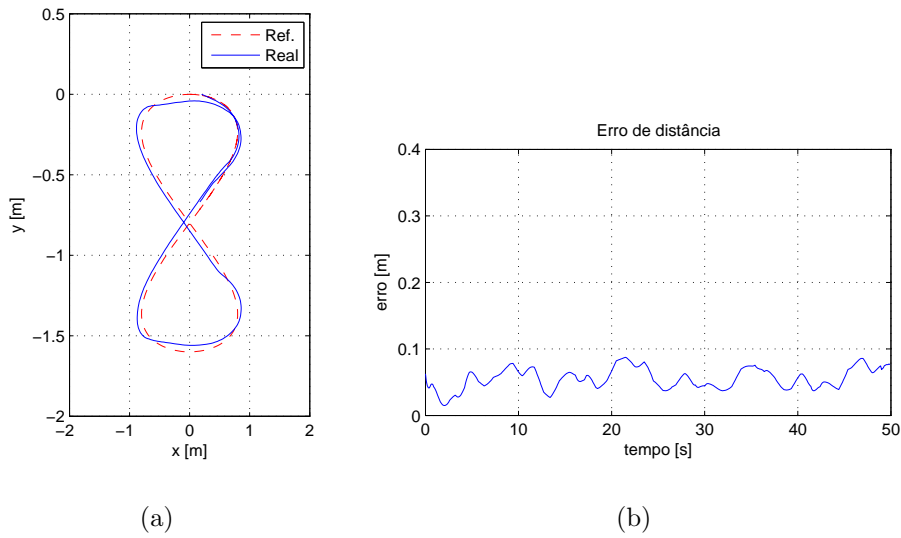 0.5
0
−0.5
−1
−1.5
−2
−2
−1
0
1
2
y [m]
x [m]
Ref.
Real
(a)
Erro de distância
0.4
0.3
0.2
0.1
0
0
10
20
30
40
50
erro [m]
tempo [s]
(b)